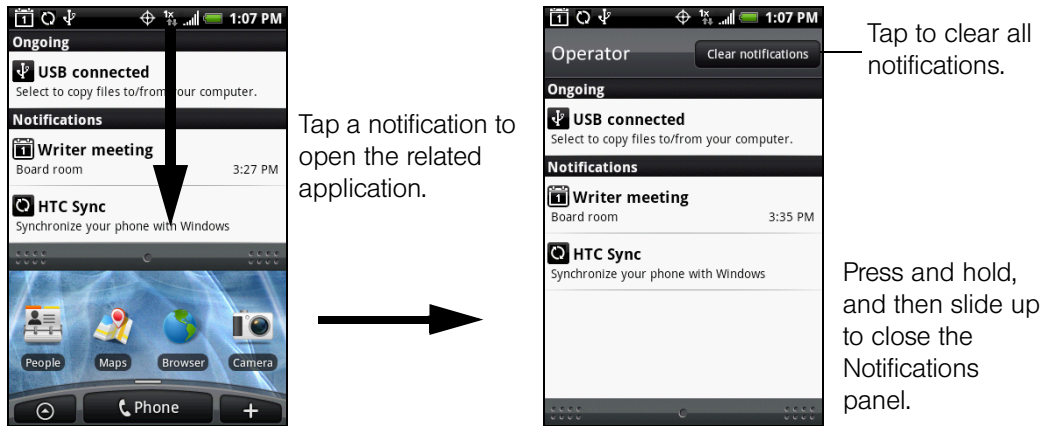 1x 1:07 PM
Ongoing
USB connected
Select to copy files to/from your computer.
Notifications
1 Writer meeting
Board room 3:27 PM
HTC Sync
Synchronize your phone with Windows
People Maps Browser Camera
Phone
Tap a notification to
open the related
application.
1x 1:07 PM
Operator Clear notifications
Ongoing
USB connected
Select to copy files to/from your computer.
Notifications
1 Writer meeting
Board room 3:35 PM
HTC Sync
Synchronize your phone with Windows
Tap to clear all
notifications.
Press and hold,
and then slide up
to close the
Notifications
panel.